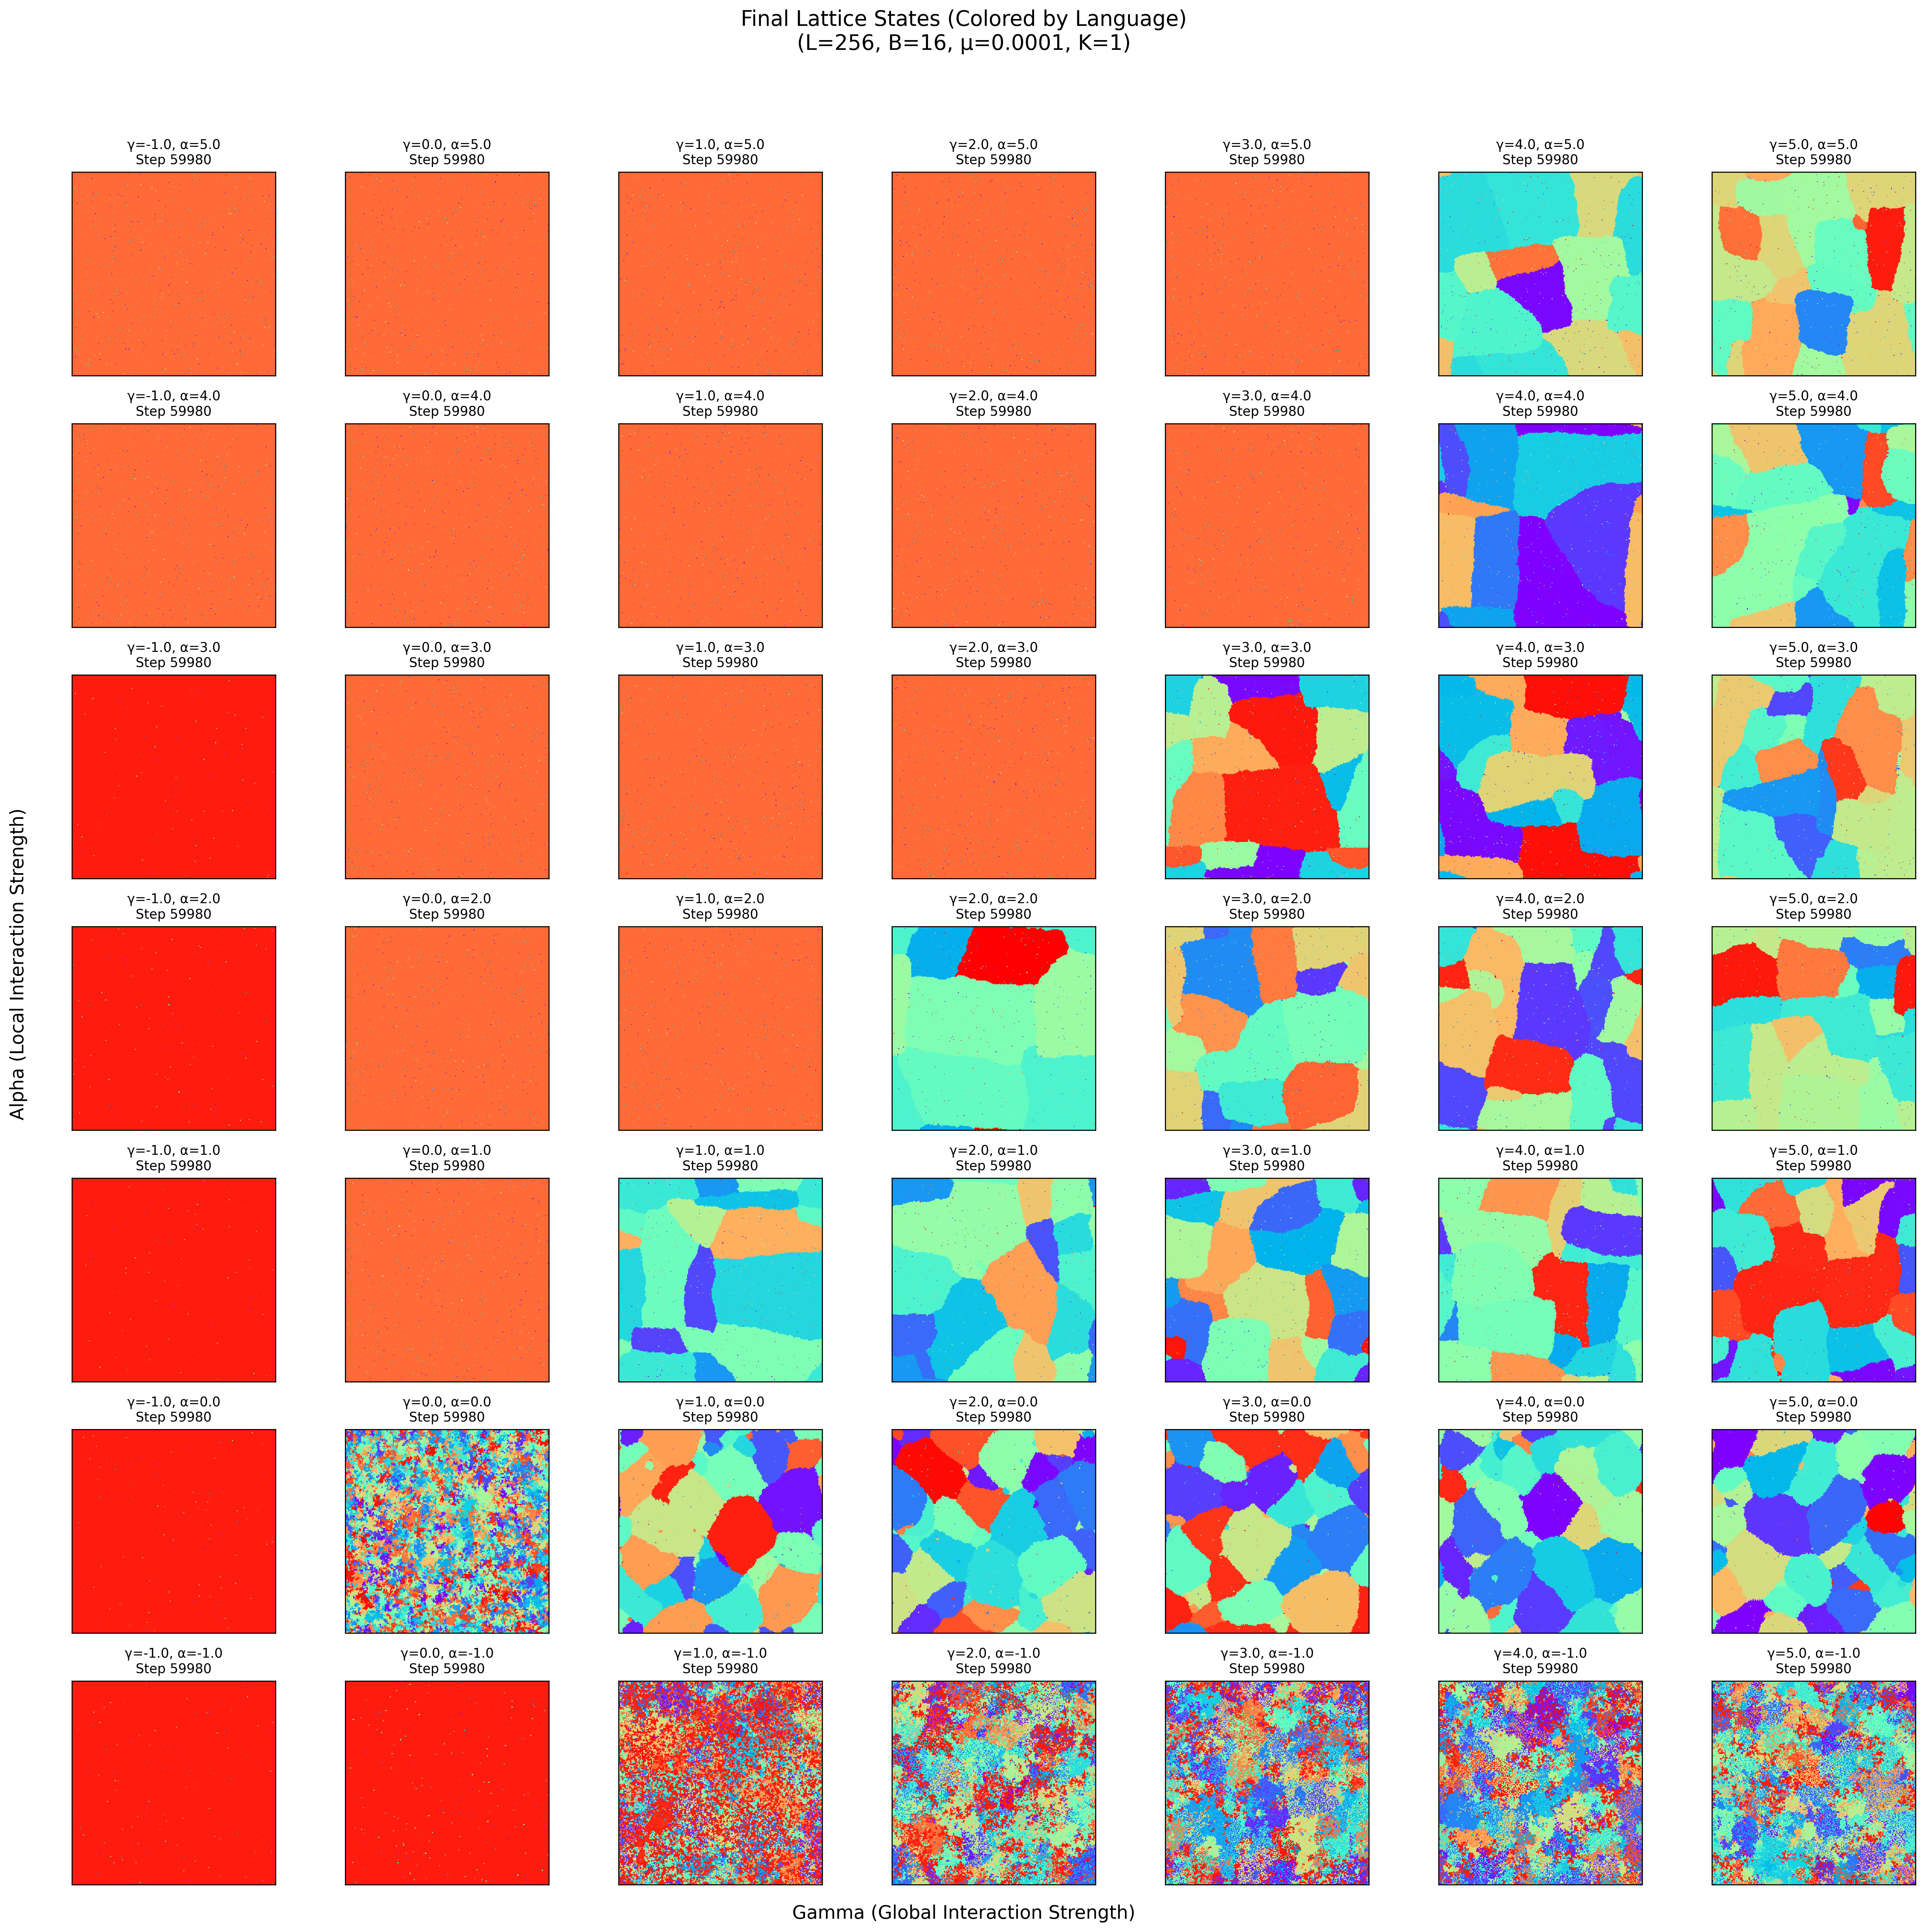 Final Lattice States (Colored by Language)
(L=256, B=16, μ=0.0001, K=1)
γ=-1.0, α=5.0
Step 59980
γ=0.0, α=5.0
Step 59980
γ=1.0, α=5.0
Step 59980
γ=2.0, α=5.0
Step 59980
γ=3.0, α=5.0
Step 59980
γ=4.0, α=5.0
Step 59980
γ=5.0, α=5.0
Step 59980
γ=-1.0, α=4.0
Step 59980
γ=0.0, α=4.0
Step 59980
γ=1.0, α=4.0
Step 59980
γ=2.0, α=4.0
Step 59980
γ=3.0, α=4.0
Step 59980
γ=4.0, α=4.0
Step 59980
γ=5.0, α=4.0
Step 59980
γ=-1.0, α=3.0
Step 59980
γ=0.0, α=3.0
Step 59980
γ=1.0, α=3.0
Step 59980
γ=2.0, α=3.0
Step 59980
γ=3.0, α=3.0
Step 59980
γ=4.0, α=3.0
Step 59980
γ=5.0, α=3.0
Step 59980
γ=-1.0, α=2.0
Step 59980
γ=0.0, α=2.0
Step 59980
γ=1.0, α=2.0
Step 59980
γ=2.0, α=2.0
Step 59980
γ=3.0, α=2.0
Step 59980
γ=4.0, α=2.0
Step 59980
γ=5.0, α=2.0
Step 59980
γ=-1.0, α=1.0
Step 59980
γ=0.0, α=1.0
Step 59980
γ=1.0, α=1.0
Step 59980
γ=2.0, α=1.0
Step 59980
γ=3.0, α=1.0
Step 59980
γ=4.0, α=1.0
Step 59980
γ=5.0, α=1.0
Step 59980
γ=-1.0, α=0.0
Step 59980
γ=0.0, α=0.0
Step 59980
γ=1.0, α=0.0
Step 59980
γ=2.0, α=0.0
Step 59980
γ=3.0, α=0.0
Step 59980
γ=4.0, α=0.0
Step 59980
γ=5.0, α=0.0
Step 59980
γ=-1.0, α=-1.0
Step 59980
γ=0.0, α=-1.0
Step 59980
γ=1.0, α=-1.0
Step 59980
γ=2.0, α=-1.0
Step 59980
γ=3.0, α=-1.0
Step 59980
γ=4.0, α=-1.0
Step 59980
γ=5.0, α=-1.0
Step 59980
Alpha (Local Interaction Strength)
Gamma (Global Interaction Strength)